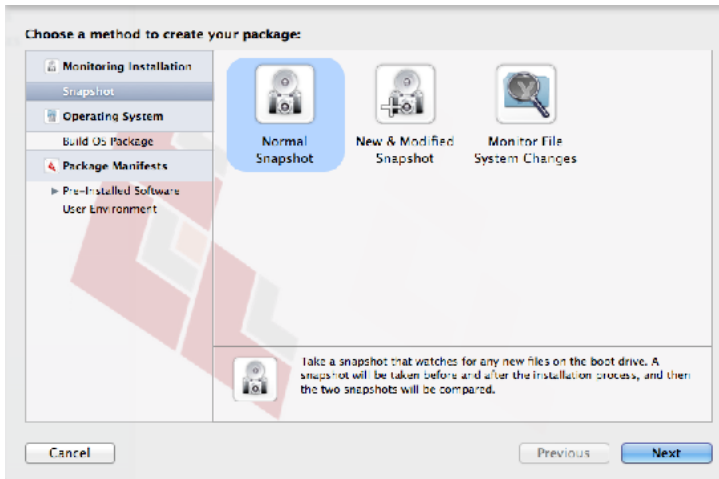 Choose a method to create your package:
Monitoring Installation
Snapshot
Operating System
Build OS Package
Package Manifests
Pre-Installed Software
User Environment
Normal
Snapshot
New & Modified
Snapshot
Monitor File
System Changes
Take a snapshot that watches for any new files on the boot drive. A
snapshot will be taken before and after the installation process, and then
the two snapshots will be compared.
Cancel
Previous
Next